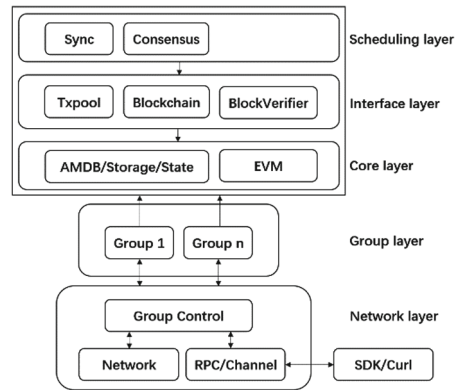 Sync Consensus Scheduling layer
Txpool Blockchain BlockVerifier Interface layer
AMDB/Storage/State EVM Core layer
Group 1 Group n Group layer
Group Control Network layer
Network RPC/Channel SDK/Curl